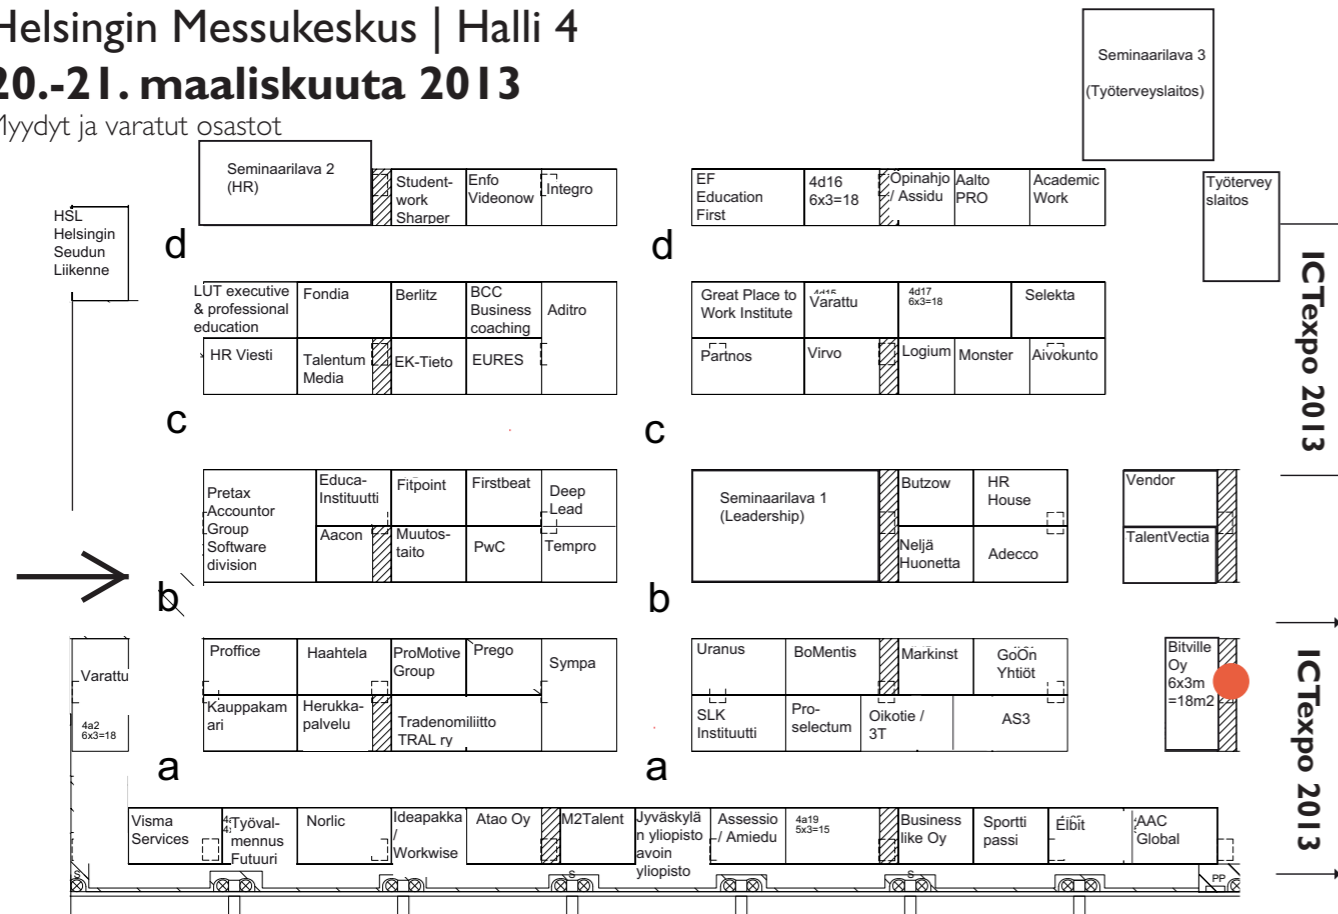 Helsingin Messukeskus | Halli 4
20.-21. maaliskuuta 2013
Myydyt ja varatut osastot
Seminaarilava 3
(Työterveyslaitos)
Seminaarilava 2
(HR)
Student-
work
Sharper
Enfo
Videonow
Integro
EF
Education
First
4d16
6x3=18
Opinahjo
/ Assidu
Aalto
PRO
Academic
Work
Työtervey
slaitos
HSL
Helsingin
Seudun
Liikenne
d
d
ICTexpo 2013
LUT executive
& professional
education
Fondia
Berlitz
BCC
Business
coaching
Aditro
Great Place to
Work Institute
4d15
Varattu
4d17
6x3=18
Selekta
HR Viesti
Talentum
Media
EK-Tieto
EURES
Partnos
Virvo
Logium
Monster
Aivokunto
c
c
Pretax
Accountor
Group
Software
division
Educa-
Instituutti
Fitpoint
Firstbeat
Deep
Lead
Seminaarilava 1
(Leadership)
Butzow
HR
House
Vendor
Aacon
Muutos-
taito
PwC
Tempro
Neljä
Huonetta
Adecco
TalentVectia
b
b
Varattu
4a2
6x3=18
Proffice
Haahtela
ProMotive
Group
Prego
Sympa
Uranus
BoMentis
Markinst
GoOn
Yhtiöt
Bitville
Oy
6x3m
=18m2
ICTexpo 2013
Kauppakam
ari
Herukka-
palvelu
Tradenomiliitto
TRAL ry
SLK
Instituutti
Pro-
selectum
Oikotie /
3T
AS3
a
a
Visma
Services
Työval-
mennus
Futuuri
Norlic
Ideapakka
/
Workwise
Atao Oy
M2Talent
Jyväskylä
n yliopisto
avoin
yliopisto
Assessio
/ Amiedu
4a19
5x3=15
Business
like Oy
Sportti
passi
Elbit
AAC
Global
S
S
S
PP